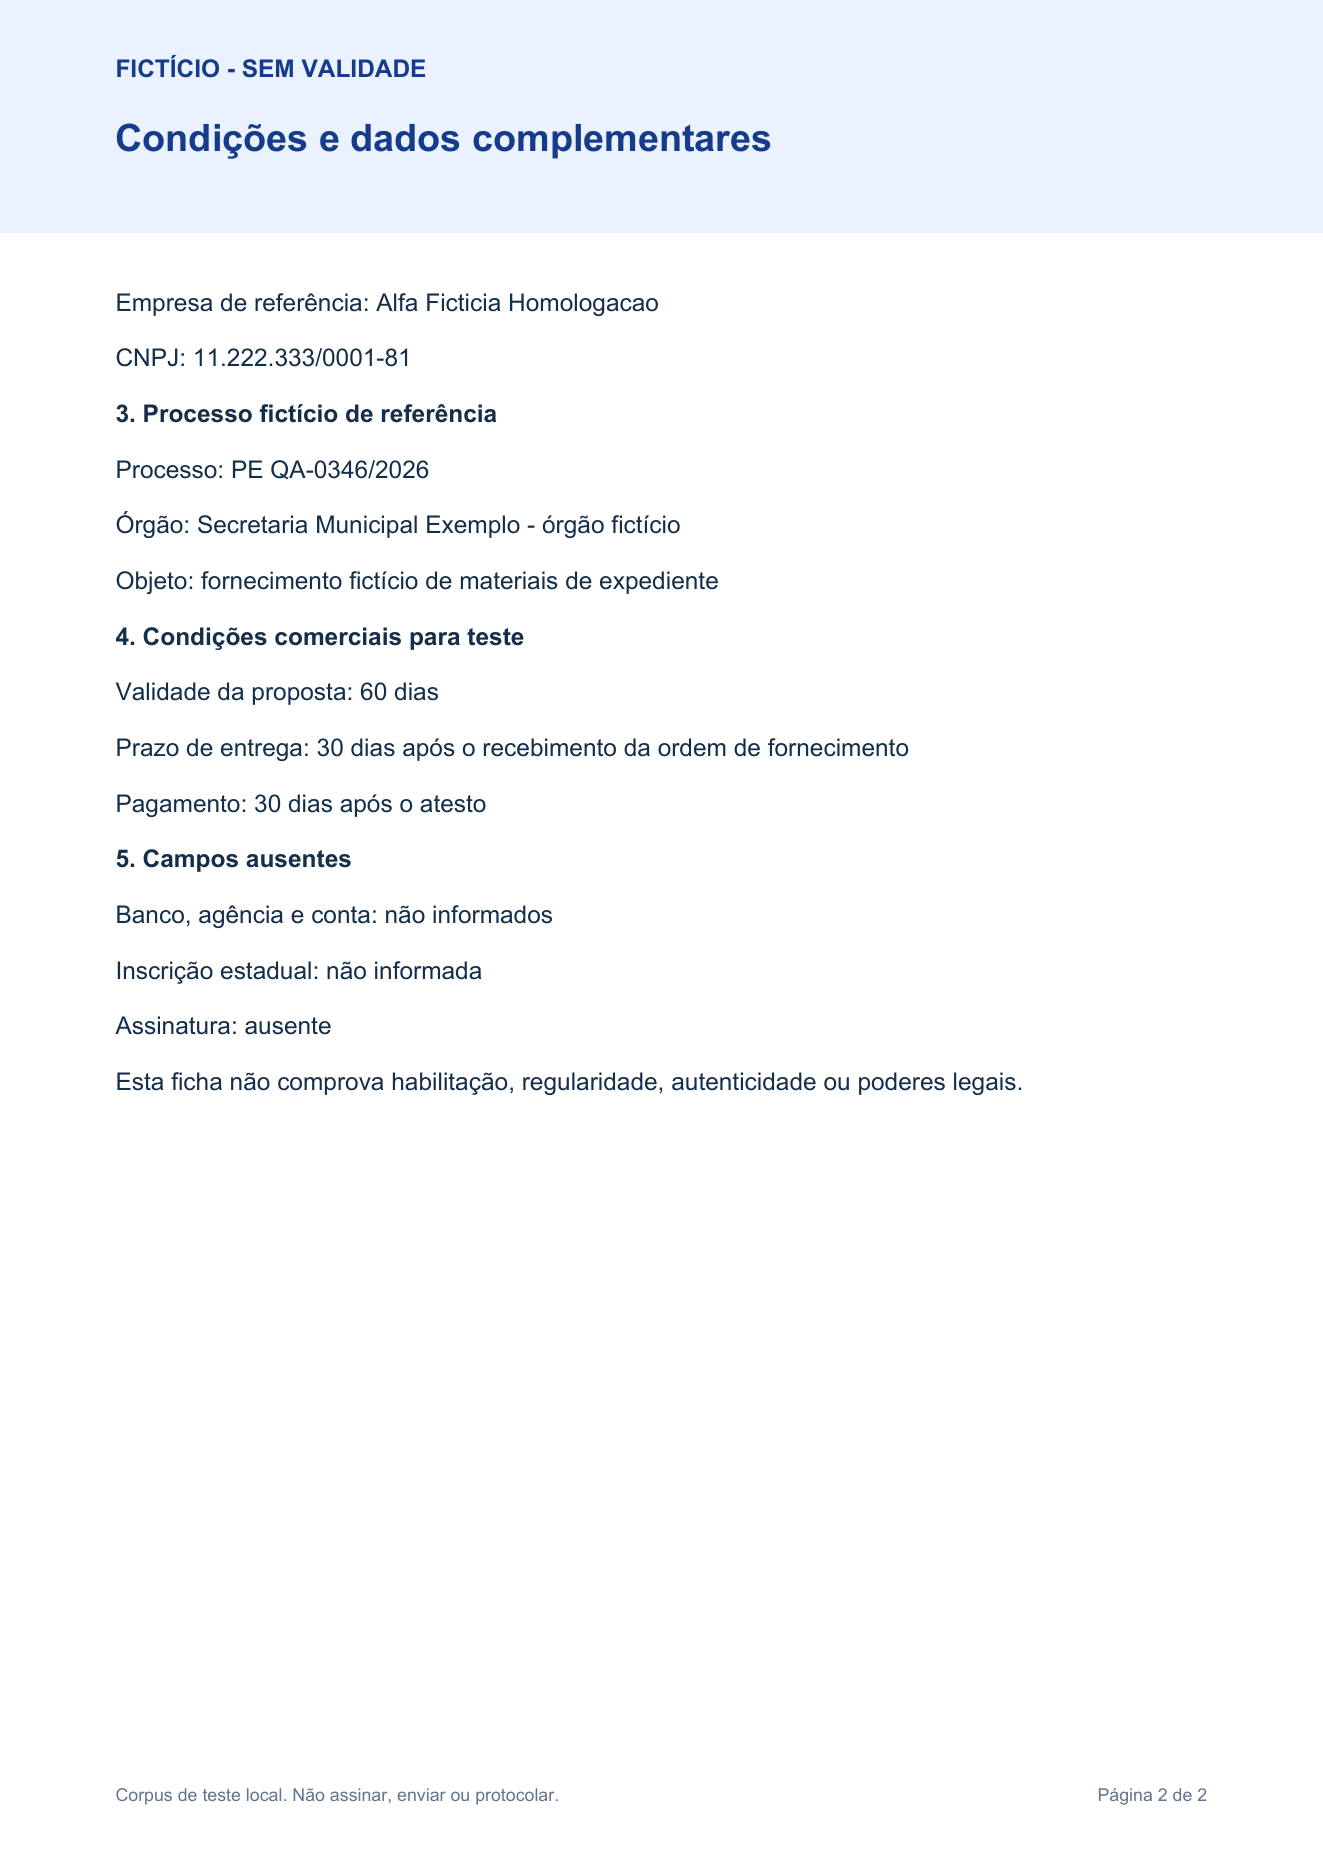 FICTÍCIO - SEM VALIDADE
Condições e dados complementares
Empresa de referência: Alfa Ficticia Homologacao
CNPJ: 11.222.333/0001-81
3. Processo fictício de referência
Processo: PE QA-0346/2026
Órgão: Secretaria Municipal Exemplo - órgão fictício
Objeto: fornecimento fictício de materiais de expediente
4. Condições comerciais para teste
Validade da proposta: 60 dias
Prazo de entrega: 30 dias após o recebimento da ordem de fornecimento
Pagamento: 30 dias após o atesto
5. Campos ausentes
Banco, agência e conta: não informados
Inscrição estadual: não informada
Assinatura: ausente
Esta ficha não comprova habilitação, regularidade, autenticidade ou poderes legais.
Corpus de teste local. Não assinar, enviar ou protocolar.
Página 2 de 2